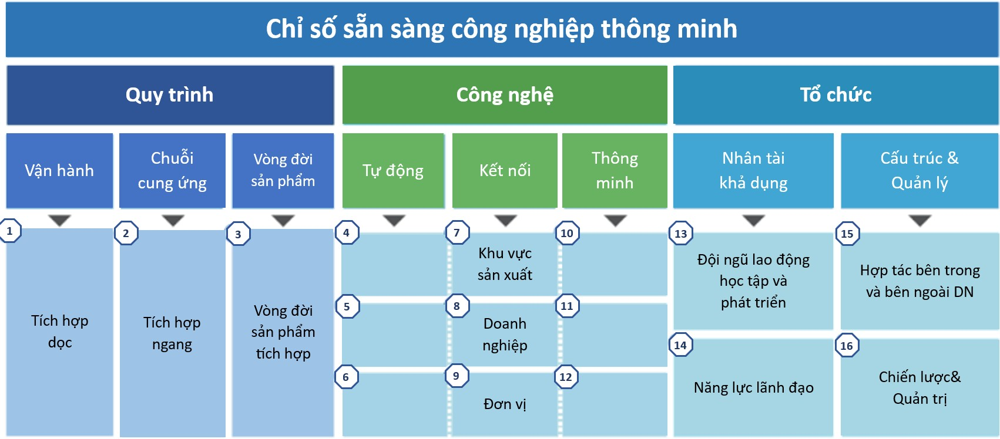 Chỉ số sẵn sàng công nghiệp thông minh
Quy trình
Công nghệ
Tổ chức
Vận hành
Chuỗi
cung ứng
Vòng đời
sản phẩm
Tự động
Kết nối
Thông
minh
Nhân tài
khả dụng
Cấu trúc &
Quản lý
1
Tích hợp
dọc
2
Tích hợp
ngang
3
Vòng đời
sản phẩm
tích hợp
4
7
Khu vực
sản xuất
10
5
8
Doanh
nghiệp
11
6
9
Đơn vị
12
13
Đội ngũ lao động
học tập và
phát triển
14
Năng lực lãnh đạo
15
Hợp tác bên trong
và bên ngoài DN
16
Chiến lược&
Quản trị